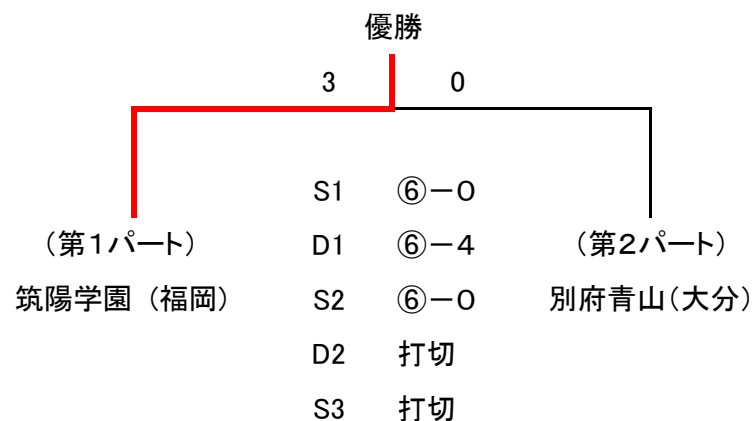 優勝
3 0
S1 ⑥－0
(第１パート) D1 ⑥－4 (第２パート)
筑陽学園 (福岡) S2 ⑥－0 別府青山(大分)
D2 打切
S3 打切